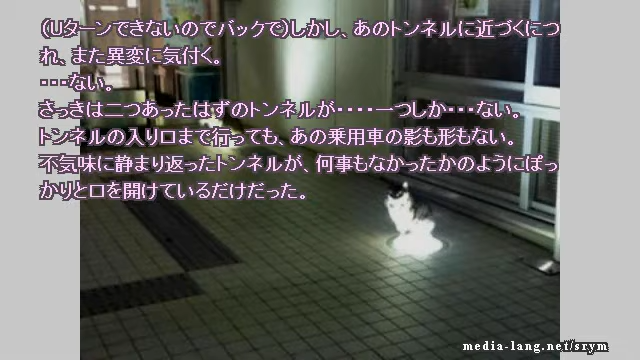 (Uターンできないのでバックで)しかし、あのトンネルに近づくにつ
れ、また異変に気付く。
・・・ない。
さっきは二つあったはずのトンネルが・・・・一つしか・・・ない。
トンネルの入り口まで行っても、あの乗用車の影も形もない。
不気味に静まり返ったトンネルが、何事もなかったかのようにぽっ
かりと口を開けているだけだった。
media-lang.net/srym